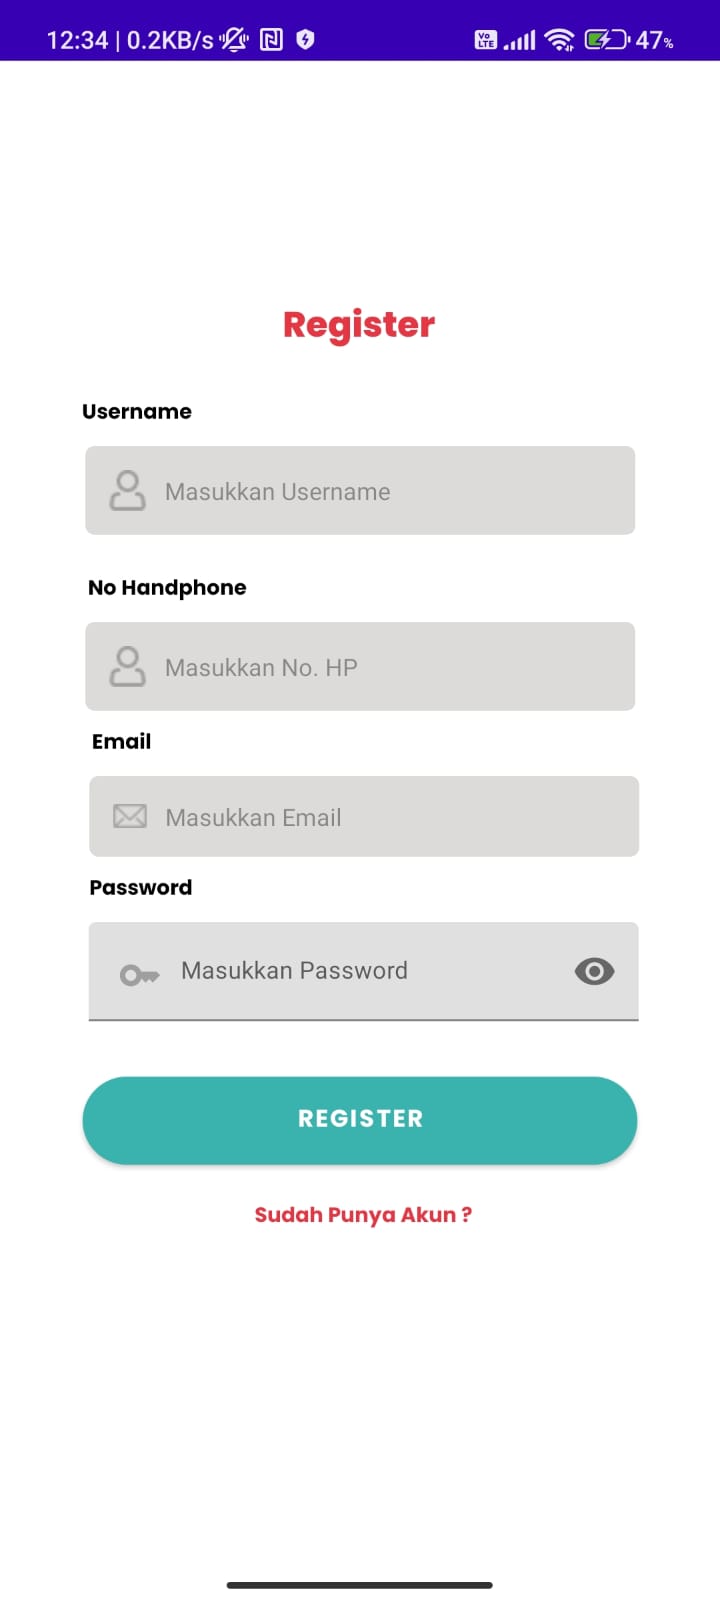 12:34 | 0.2KB/s Vo LTE 47%
Register
Username
Masukkan Username
No Handphone
Masukkan No. HP
Email
Masukkan Email
Password
Masukkan Password
REGISTER
Sudah Punya Akun ?